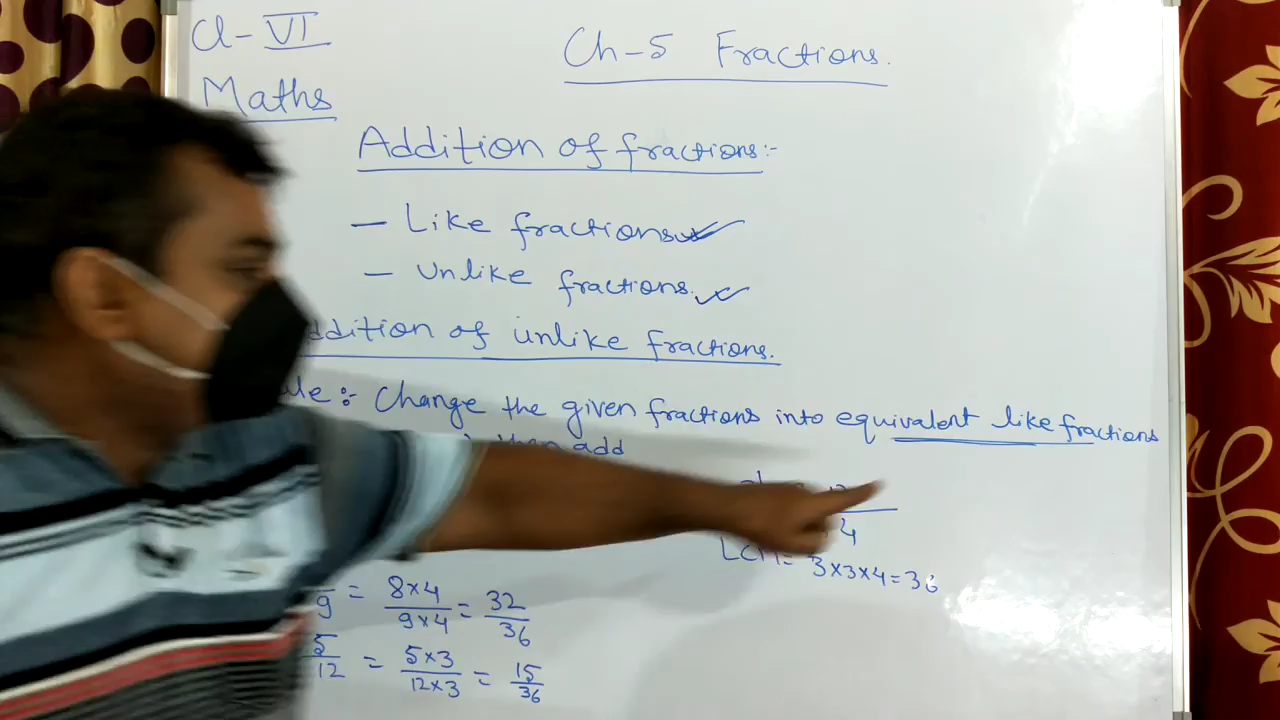 Cl- VI
Ch-5 Fractions.
Maths
Addition of fractions:-
— Like fractions ✓
— Unlike fractions. ✓
ddition of unlike fractions.
Change the given fractions into equivalent like fractions
then add
4
LCM= 3×3×4=36
9 = 8×4/9×4 = 32/36
5/12 = 5×3/12×3 = 15/36